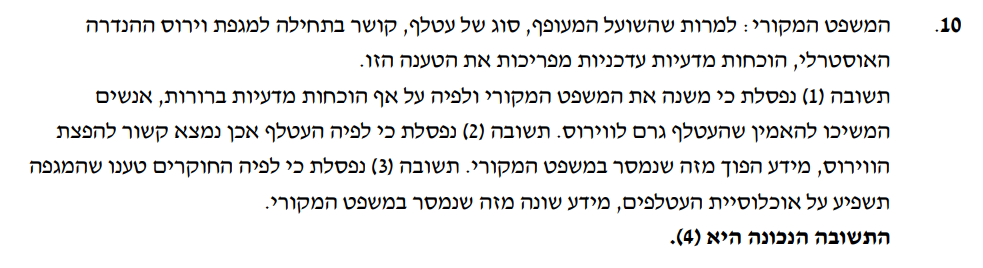 10. המשפט המקורי: למרות שהשועל המעופף, סוג של עטלף, קושר בתחילה למגפת וירוס ההנדרה
האוסטרלי, הוכחות מדעיות עדכניות מפריכות את הטענה הזו.
תשובה (1) נפסלת כי משנה את המשפט המקורי ולפיה על אף הוכחות מדעיות ברורות, אנשים
המשיכו להאמין שהעטלף גרם לווירוס. תשובה (2) נפסלת כי לפיה העטלף אכן נמצא קשור להפצת
הווירוס, מידע הפוך מזה שנמסר במשפט המקורי. תשובה (3) נפסלת כי לפיה החוקרים טענו שהמגפה
תשפיע על אוכלוסיית העטלפים, מידע שונה מזה שנמסר במשפט המקורי.
התשובה הנכונה היא (4).